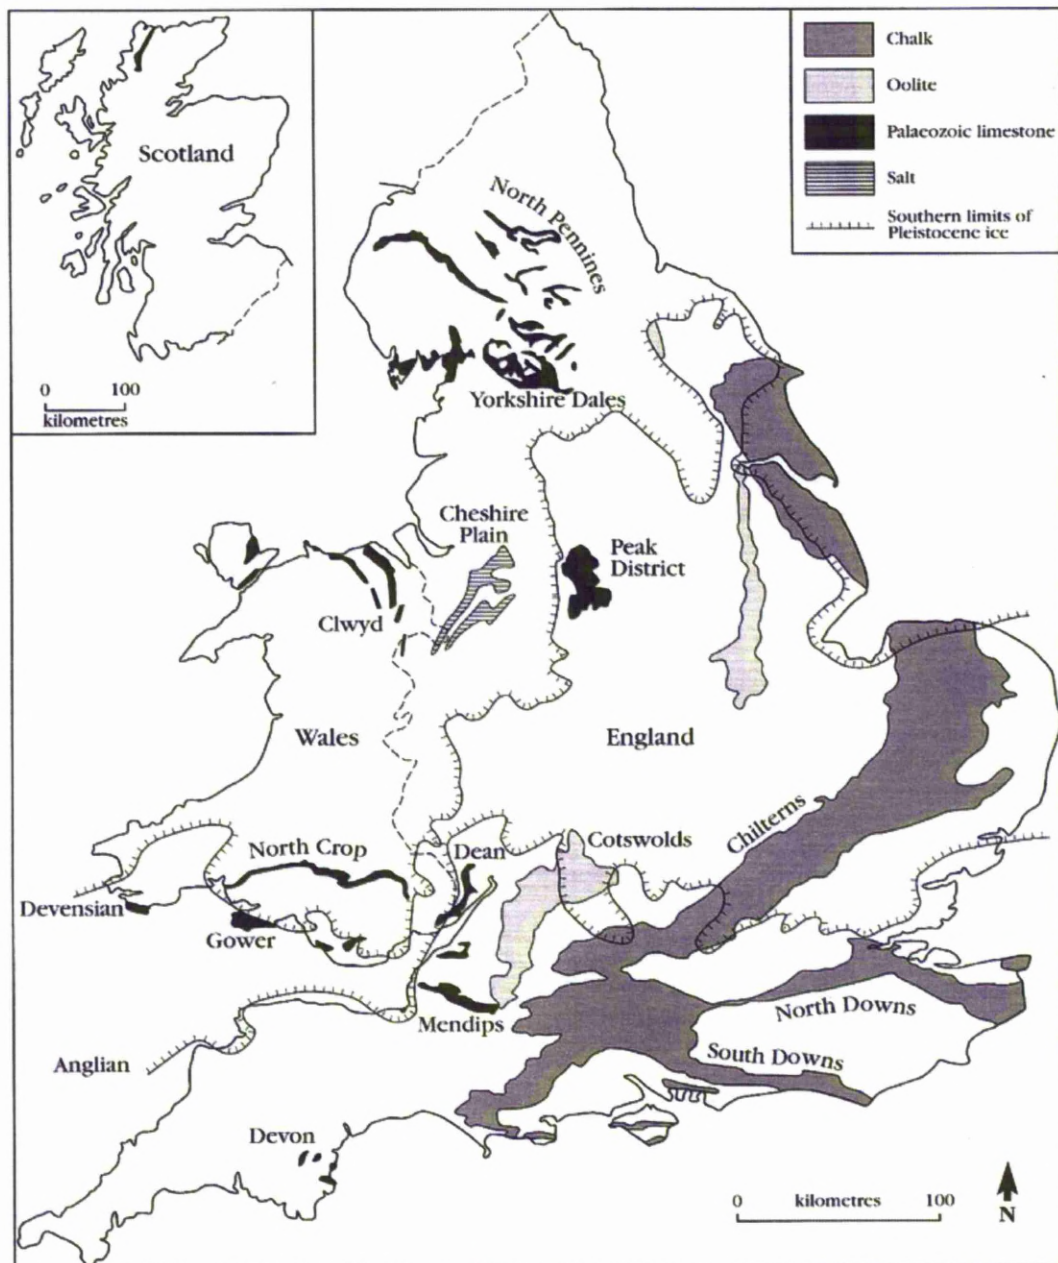 Scotland
0 100
kilometres
Chalk
Oolite
Palaeozoic limestone
Salt
Southern limits of
Pleistocene ice
North Pennines
Yorkshire Dales
Cheshire
Plain
Peak
District
Clwyd
Wales
England
Chilterns
Cotswolds
North Crop
Dean
Devensian
Gower
Mendips
North Downs
South Downs
Anglian
Devon
0 kilometres 100
N